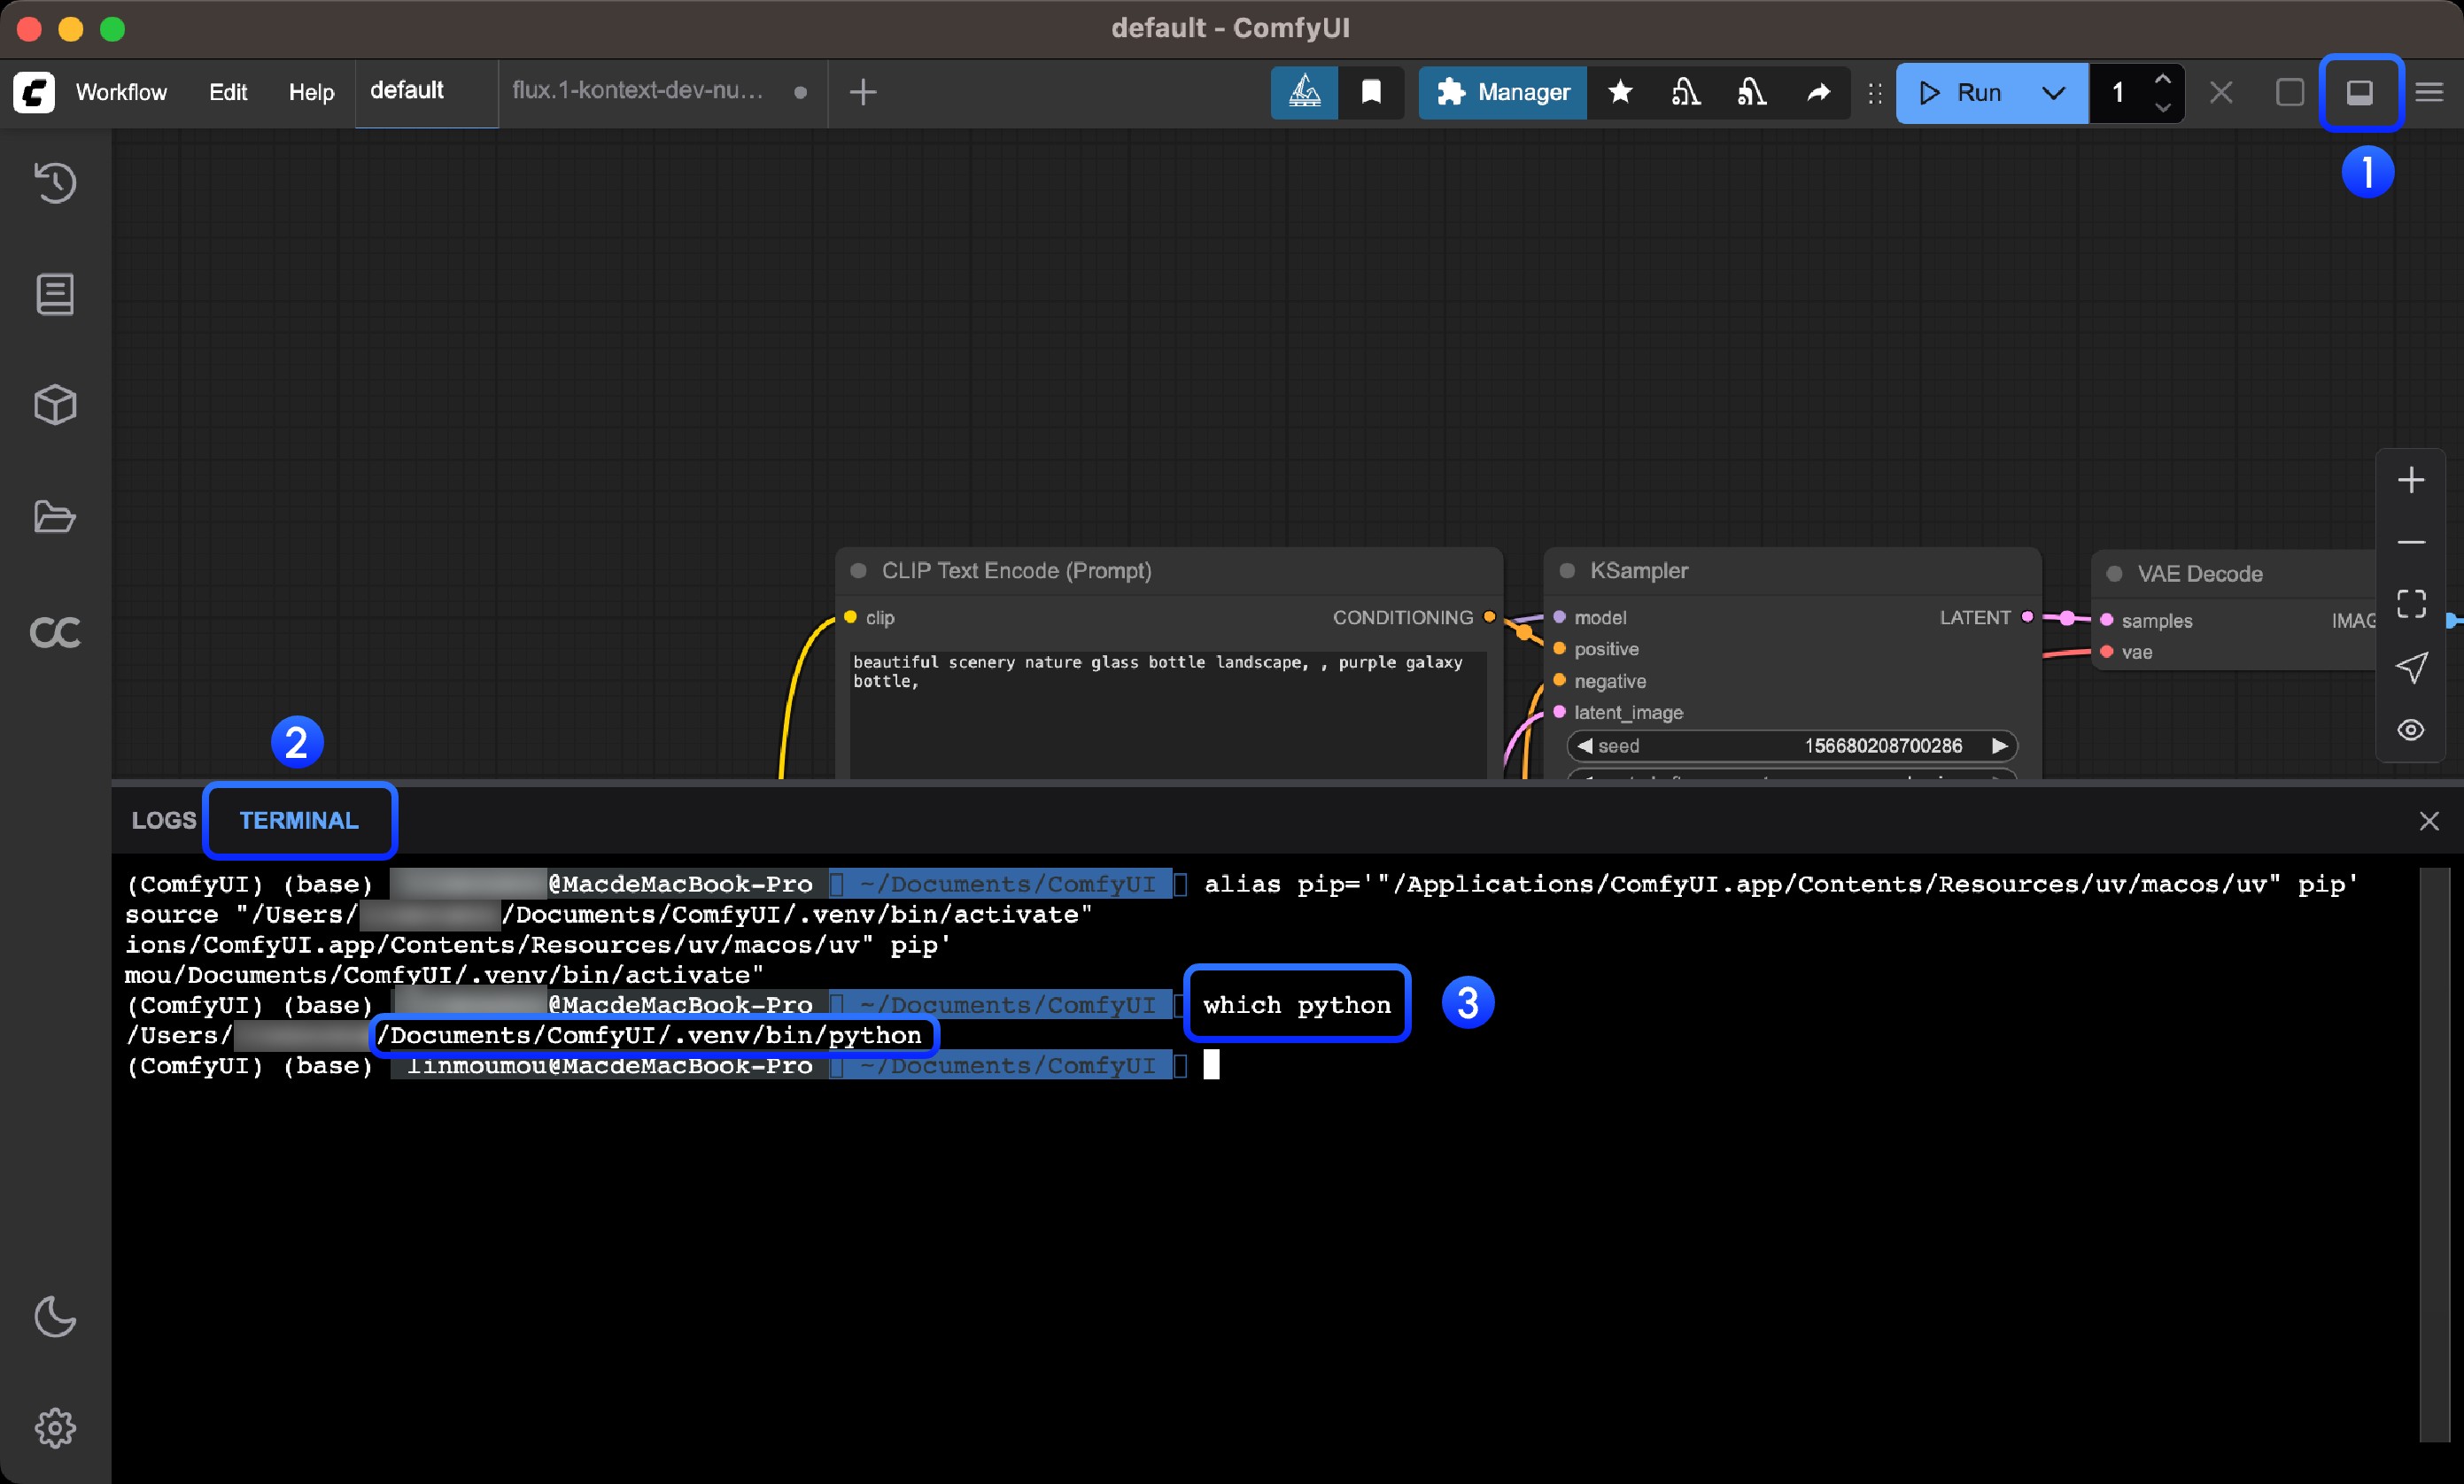 default - ComfyUI
Workflow Edit Help default flux.1-kontext-dev-nu... Manager Run 1
1
CLIP Text Encode (Prompt)
clip CONDITIONING
beautiful scenery nature glass bottle landscape, , purple galaxy
bottle,
KSampler
model LATENT
positive
negative
latent_image
seed 156680208700286
VAE Decode
samples IMAG
vae
CC
2
LOGS TERMINAL
(ComfyUI) (base) @MacdeMacBook-Pro ~/Documents/ComfyUI alias pip='"/Applications/ComfyUI.app/Contents/Resources/uv/macos/uv" pip'
source "/Users/ /Documents/ComfyUI/.venv/bin/activate"
ions/ComfyUI.app/Contents/Resources/uv/macos/uv" pip'
mou/Documents/ComfyUI/.venv/bin/activate"
(ComfyUI) (base) @MacdeMacBook-Pro ~/Documents/ComfyUI which python 3
/Users/ /Documents/ComfyUI/.venv/bin/python
(ComfyUI) (base) linmoumou@MacdeMacBook-Pro ~/Documents/ComfyUI